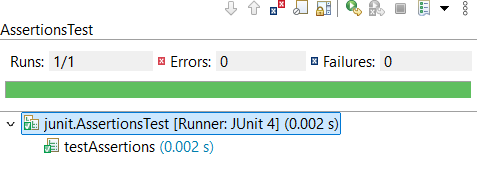 AssertionsTest
Runs: 1/1 Errors: 0 Failures: 0
junit.AssertionsTest [Runner: JUnit 4] (0.002 s)
testAssertions (0.002 s)